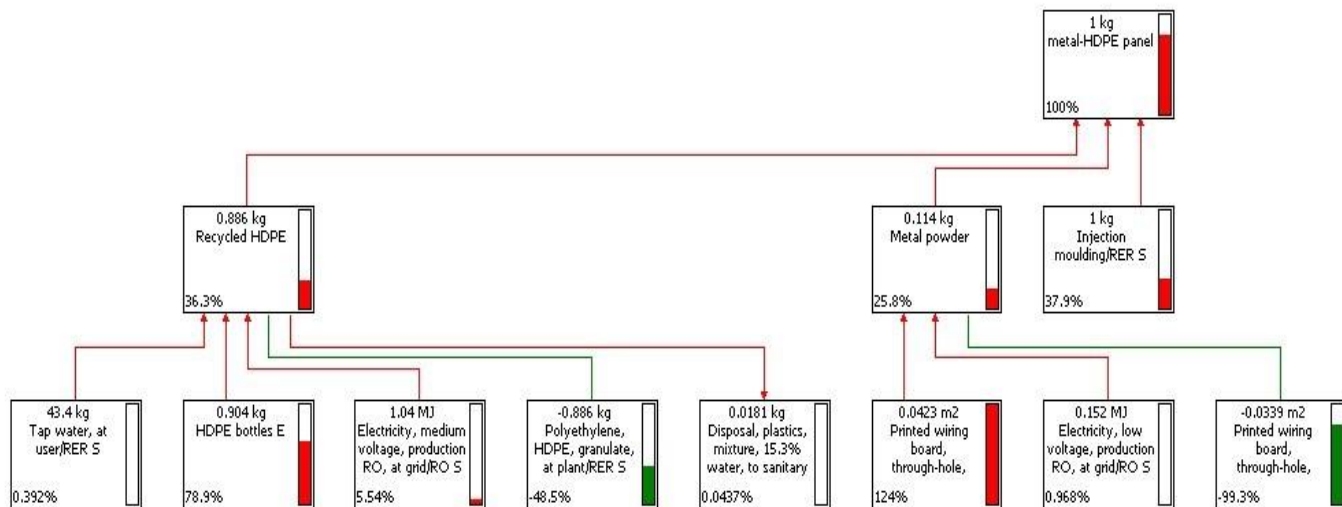 1 kg
metal-HDPE panel
100%
0.886 kg
Recycled HDPE
36.3%
0.114 kg
Metal powder
25.8%
1 kg
Injection
moulding/RER S
37.9%
43.4 kg
Tap water, at
user/RER S
0.392%
0.904 kg
HDPE bottles E
78.9%
1.04 MJ
Electricity, medium
voltage, production
RO, at grid/RO S
5.54%
-0.886 kg
Polyethylene,
HDPE, granulate,
at plant/RER S
-48.5%
0.0181 kg
Disposal, plastics,
mixture, 15.3%
water, to sanitary
0.0437%
0.0423 m2
Printed wiring
board,
through-hole,
124%
0.152 MJ
Electricity, low
voltage, production
RO, at grid/RO S
0.968%
-0.0339 m2
Printed wiring
board,
through-hole,
-99.3%